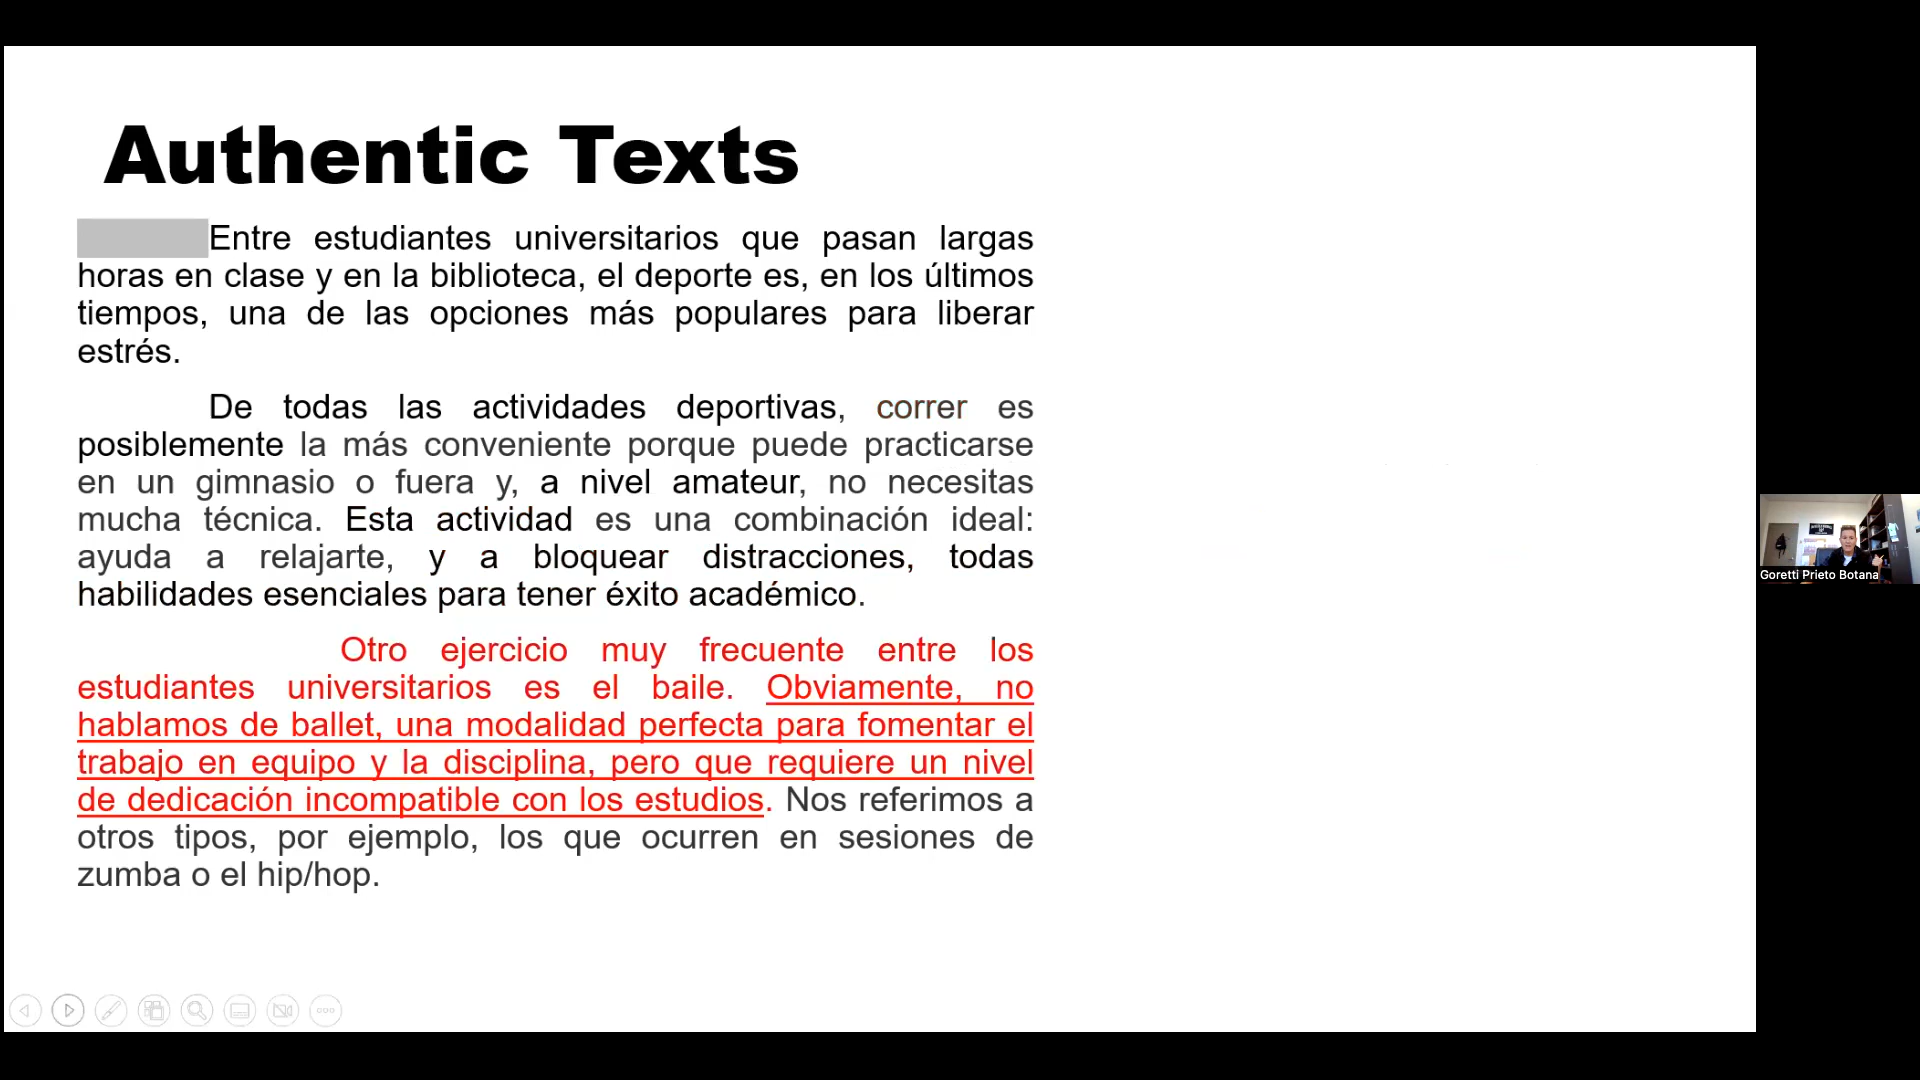 Authentic Texts
Entre estudiantes universitarios que pasan largas
horas en clase y en la biblioteca, el deporte es, en los últimos
tiempos, una de las opciones más populares para liberar
estrés.
De todas las actividades deportivas, correr es
posiblemente la más conveniente porque puede practicarse
en un gimnasio o fuera y, a nivel amateur, no necesitas
mucha técnica. Esta actividad es una combinación ideal:
ayuda a relajarte, y a bloquear distracciones, todas
habilidades esenciales para tener éxito académico.
Otro ejercicio muy frecuente entre los
estudiantes universitarios es el baile. Obviamente, no
hablamos de ballet, una modalidad perfecta para fomentar el
trabajo en equipo y la disciplina, pero que requiere un nivel
de dedicación incompatible con los estudios. Nos referimos a
otros tipos, por ejemplo, los que ocurren en sesiones de
zumba o el hip/hop.
Goretti Prieto Botana